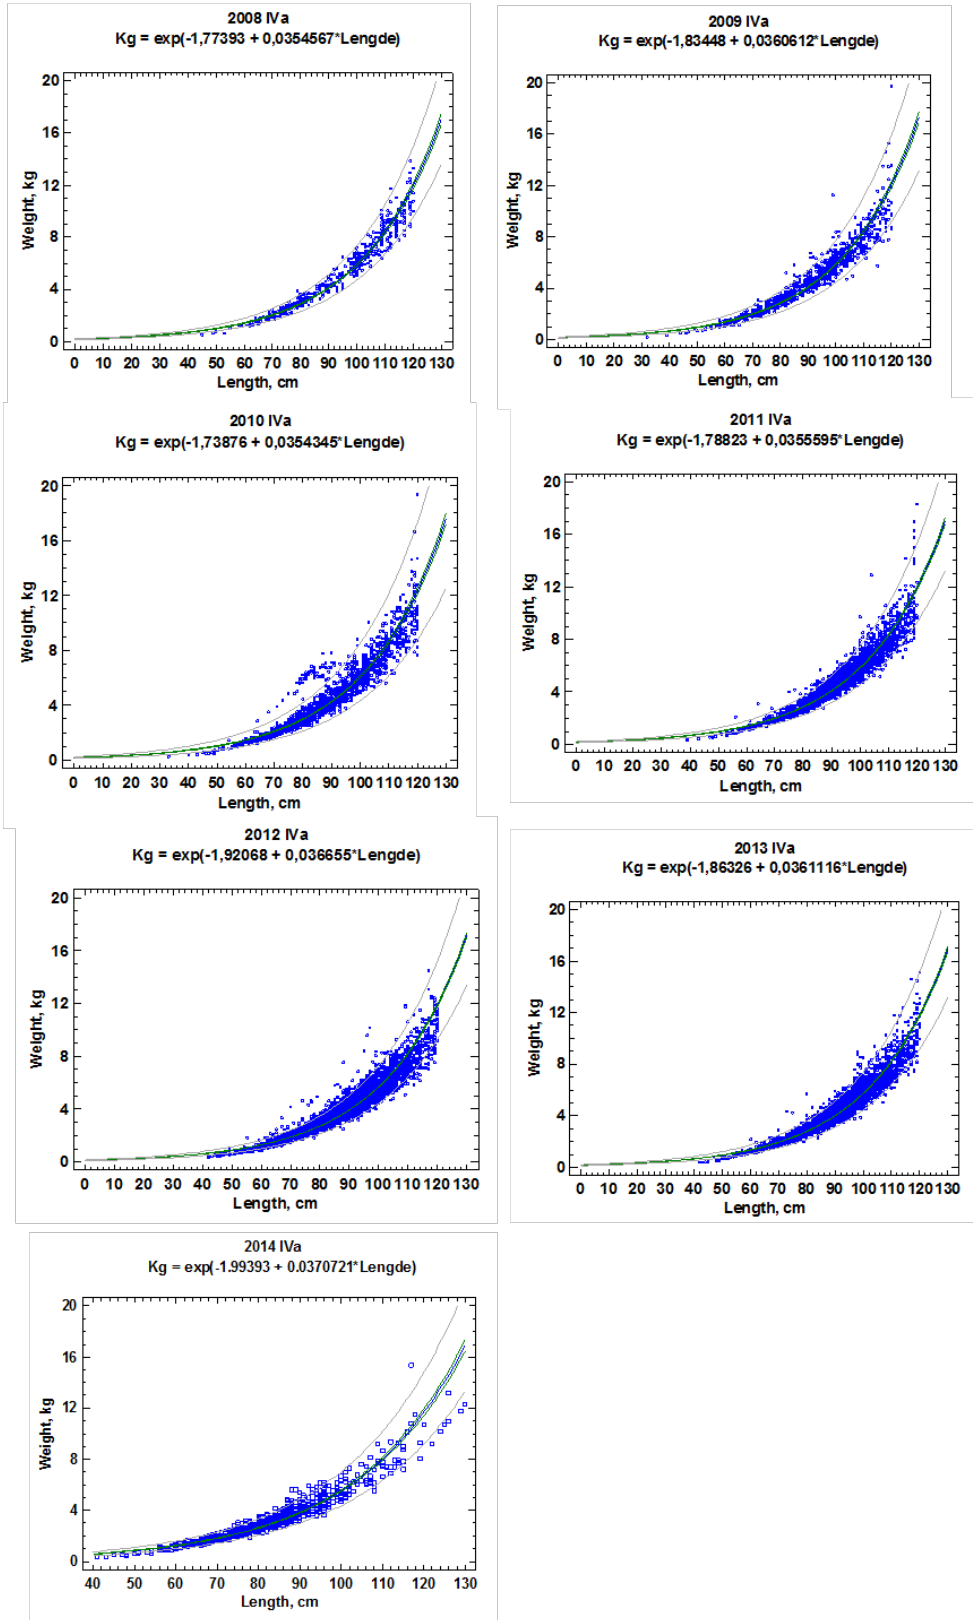 2008 IVa
Kg = exp(-1,77393 + 0,0354567*Lengde)
20
16
12
8
4
0
Weight, kg
0 10 20 30 40 50 60 70 80 90 100 110 120 130
Length, cm
2009 IVa
Kg = exp(-1,83448 + 0,0360612*Lengde)
20
16
12
8
4
0
Weight, kg
0 10 20 30 40 50 60 70 80 90 100 110 120 130
Length, cm
2010 IVa
Kg = exp(-1,73876 + 0,0354345*Lengde)
20
16
12
8
4
0
Weight, kg
0 10 20 30 40 50 60 70 80 90 100 110 120 130
Length, cm
2011 IVa
Kg = exp(-1,78823 + 0,0355595*Lengde)
20
16
12
8
4
0
Weight, kg
0 10 20 30 40 50 60 70 80 90 100 110 120 130
Length, cm
2012 IVa
Kg = exp(-1,92068 + 0,036655*Lengde)
20
16
12
8
4
0
Weight, kg
0 10 20 30 40 50 60 70 80 90 100 110 120 130
Length, cm
2013 IVa
Kg = exp(-1,86326 + 0,0361116*Lengde)
20
16
12
8
4
0
Weight, kg
0 10 20 30 40 50 60 70 80 90 100 110 120 130
Length, cm
2014 IVa
Kg = exp(-1.99393 + 0.0370721*Lengde)
20
16
12
8
4
0
Weight, kg
40 50 60 70 80 90 100 110 120 130
Length, cm